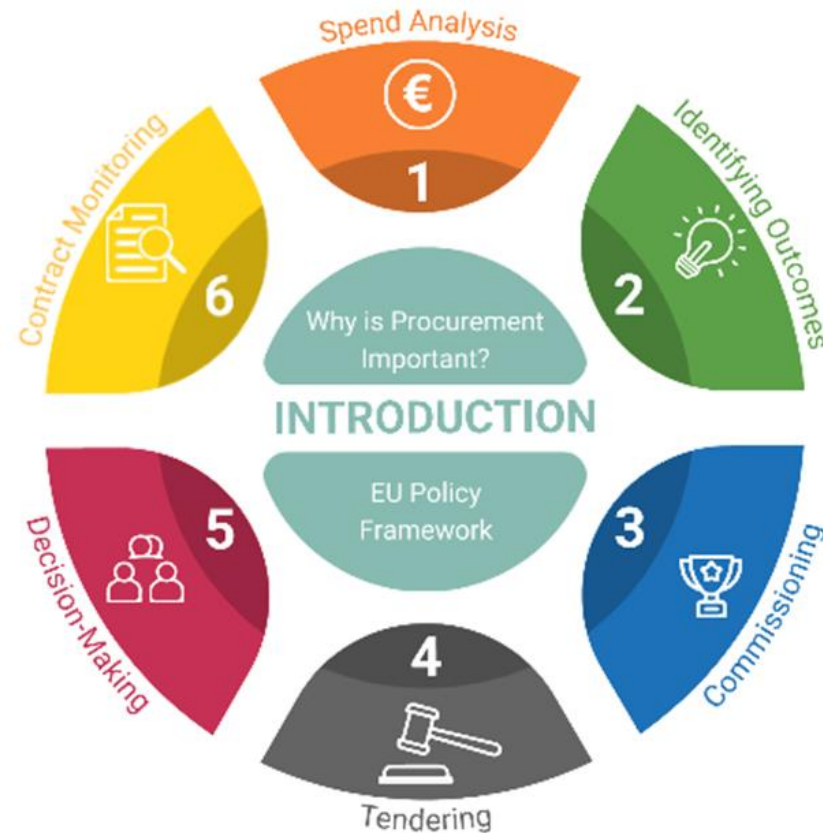 Spend Analysis
€
1
Identifying Outcomes
2
Commissioning
3
4
Tendering
Decision-Making
5
Contract Monitoring
6
Why is Procurement
Important?
INTRODUCTION
EU Policy
Framework